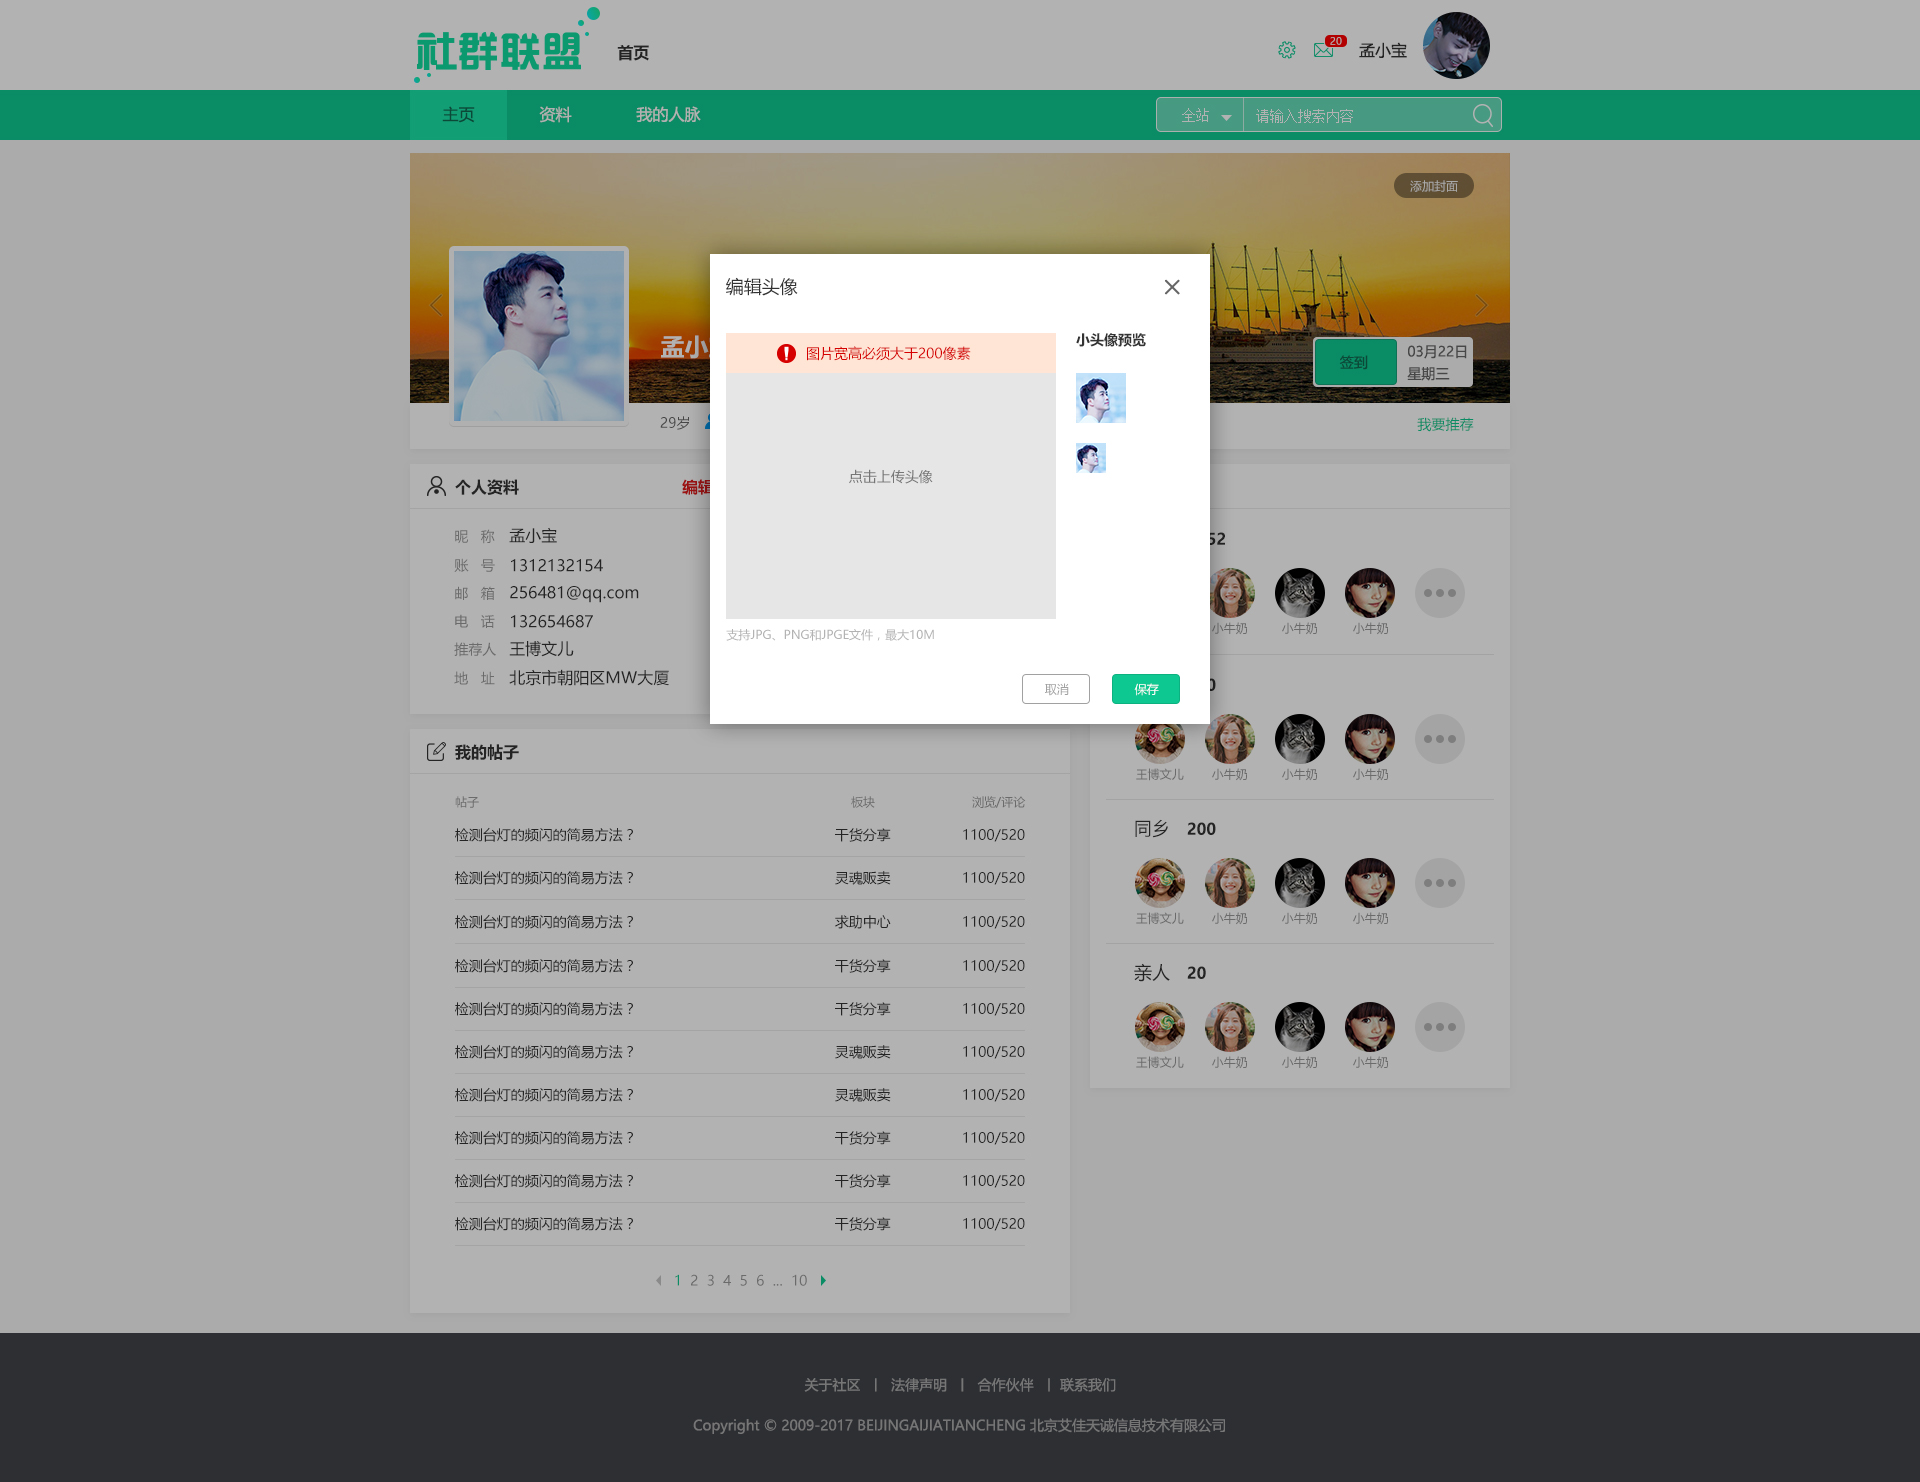 社群联盟
首页
20
孟小宝
主页
资料
我的人脉
全站
请输入搜索内容
添加封面
孟小
签到
03月22日
星期三
29岁
我要推荐
编辑头像
图片宽高必须大于200像素
点击上传头像
支持JPG、PNG和JPGE文件，最大10M
小头像预览
取消
保存
个人资料
编辑
昵 称 孟小宝
账 号 1312132154
邮 箱 256481@qq.com
电 话 132654687
推荐人 王博文儿
地 址 北京市朝阳区MW大厦
52
小牛奶 小牛奶 小牛奶
0
王博文儿 小牛奶 小牛奶 小牛奶
同乡 200
王博文儿 小牛奶 小牛奶 小牛奶
亲人 20
王博文儿 小牛奶 小牛奶 小牛奶
我的帖子
帖子 板块 浏览/评论
检测台灯的频闪的简易方法？ 干货分享 1100/520
检测台灯的频闪的简易方法？ 灵魂贩卖 1100/520
检测台灯的频闪的简易方法？ 求助中心 1100/520
检测台灯的频闪的简易方法？ 干货分享 1100/520
检测台灯的频闪的简易方法？ 干货分享 1100/520
检测台灯的频闪的简易方法？ 灵魂贩卖 1100/520
检测台灯的频闪的简易方法？ 灵魂贩卖 1100/520
检测台灯的频闪的简易方法？ 干货分享 1100/520
检测台灯的频闪的简易方法？ 干货分享 1100/520
检测台灯的频闪的简易方法？ 干货分享 1100/520
1 2 3 4 5 6 ... 10
关于社区 | 法律声明 | 合作伙伴 | 联系我们
Copyright © 2009-2017 BEIJINGAIJIATIANCHENG 北京艾佳天诚信息技术有限公司